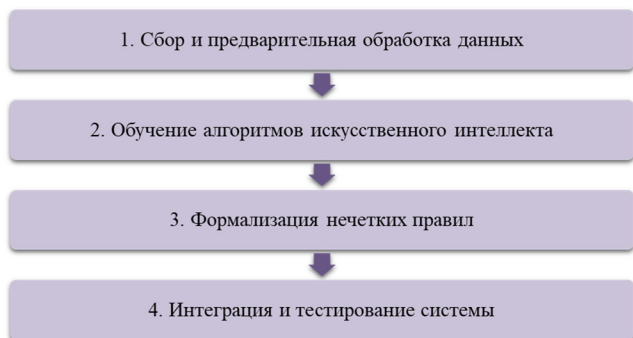 1. Сбор и предварительная обработка данных
2. Обучение алгоритмов искусственного интеллекта
3. Формализация нечетких правил
4. Интеграция и тестирование системы